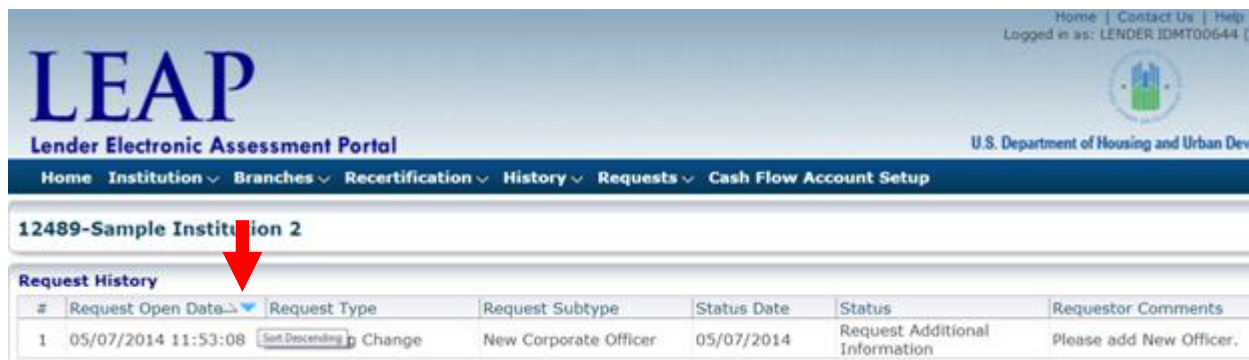 Home | Contact Us | Help
Logged in as: LENDER IDMT00644 (
LEAP
Lender Electronic Assessment Portal
U.S. Department of Housing and Urban Dev
Home Institution Branches Recertification History Requests Cash Flow Account Setup
12489-Sample Institution 2
Request History
# Request Open Date Request Type Request Subtype Status Date Status Requestor Comments
1 05/07/2014 11:53:08 Sort Descending p Change New Corporate Officer 05/07/2014 Request Additional Please add New Officer.
Information